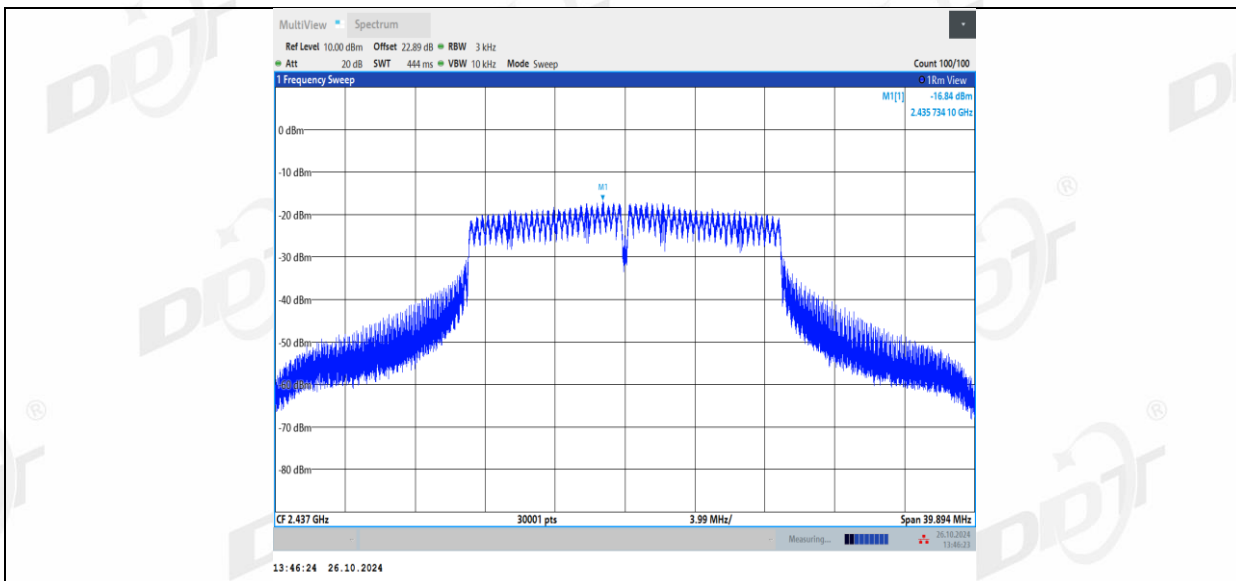 MultiView Spectrum
Ref Level 10.00 dBm Offset 22.89 dB RBW 3 kHz
Att 20 dB SWT 444 ms VBW 10 kHz Mode Sweep Count 100/100
1 Frequency Sweep 1Rm View
M1[1] -16.84 dBm
2.435 734 10 GHz
0 dBm
-10 dBm
M1
-20 dBm
-30 dBm
-40 dBm
-50 dBm
-60 dBm
-70 dBm
-80 dBm
CF 2.437 GHz 30001 pts 3.99 MHz/ Span 39.894 MHz
Measuring... 26.10.2024
13:46:23
13:46:24 26.10.2024
DDT
®